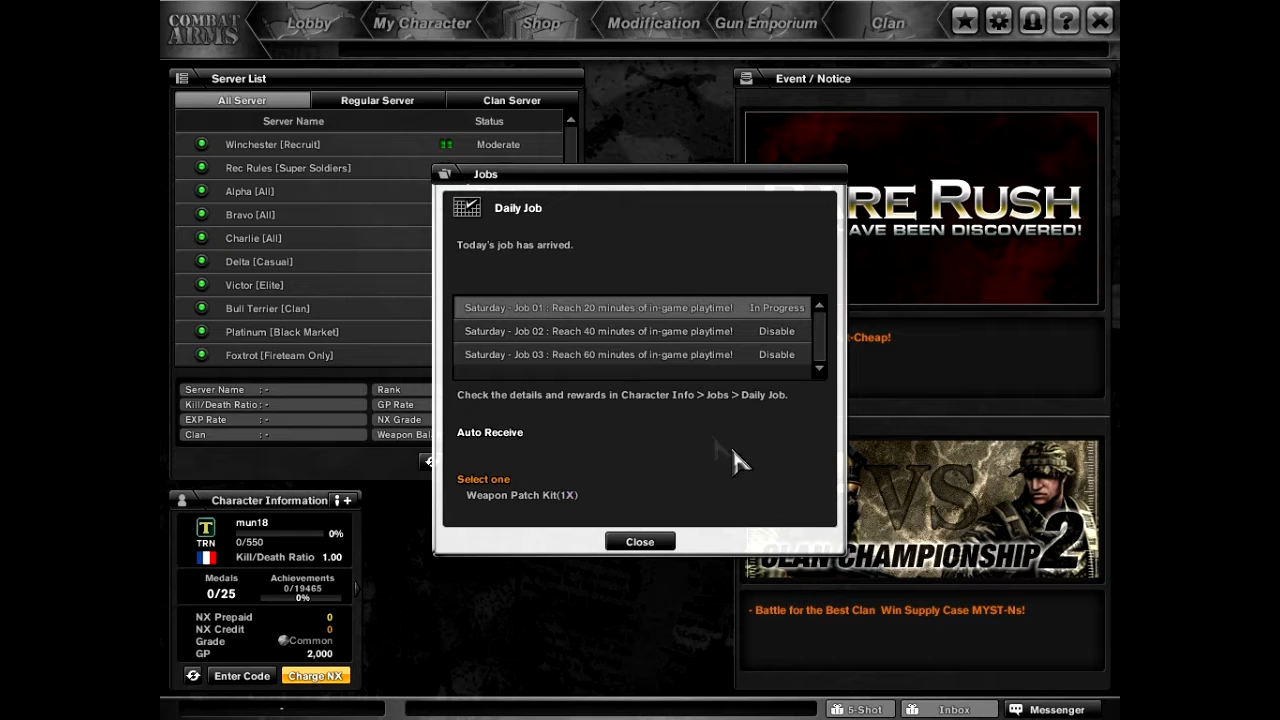 COMBAT ARMS
Lobby
My Character
Shop
Modification
Gun Emporium
Clan
Server List
All Server
Regular Server
Clan Server
Server Name
Status
Winchester [Recruit]
Moderate
Rec Rules [Super Soldiers]
Alpha [All]
Bravo [All]
Charlie [All]
Delta [Casual]
Victor [Elite]
Bull Terrier [Clan]
Platinum [Black Market]
Foxtrot [Fireteam Only]
Server Name : -
Rank
Kill/Death Ratio : -
GP Rate
EXP Rate : -
NX Grade
Clan : -
Weapon Bal
Character Information
T
TRN
mun18
0%
0/550
Kill/Death Ratio 1.00
Medals
0/25
Achievements
0/19465
0%
NX Prepaid 0
NX Credit 0
Grade Common
GP 2,000
Enter Code
Charge NX
Jobs
Daily Job
Today's job has arrived.
Saturday - Job 01 : Reach 20 minutes of in-game playtime! In Progress
Saturday - Job 02 : Reach 40 minutes of in-game playtime! Disable
Saturday - Job 03 : Reach 60 minutes of in-game playtime! Disable
Check the details and rewards in Character Info > Jobs > Daily Job.
Auto Receive
Select one
Weapon Patch Kit(1X)
Close
Event / Notice
RE RUSH
AVE BEEN DISCOVERED!
t-Cheap!
VS
CLAN CHAMPIONSHIP 2
- Battle for the Best Clan Win Supply Case MYST-Ns!
-
5-Shot
Inbox
Messenger